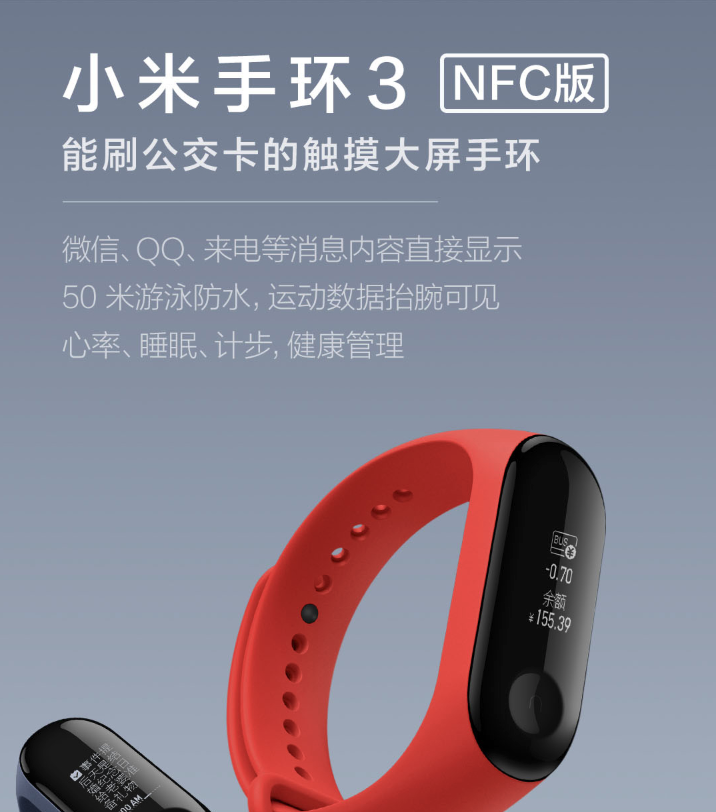 小米手环3 NFC版
能刷公交卡的触摸大屏手环
微信、QQ、来电等消息内容直接显示
50 米游泳防水, 运动数据抬腕可见
心率、睡眠、计步, 健康管理
BUS ¥
-0.70
余额
¥155.39